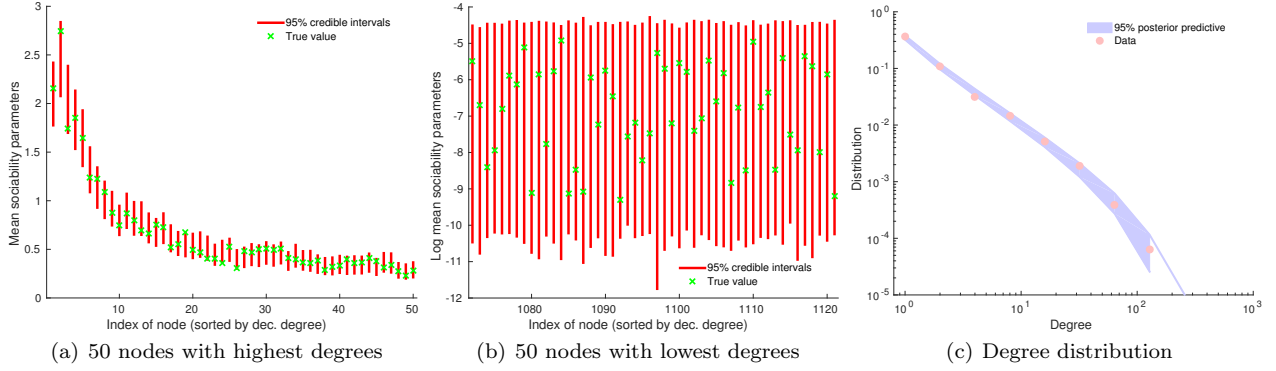 3
2.5
2
1.5
1
0.5
0
Mean sociability parameters
95% credible intervals
True value
10 20 30 40 50
Index of node (sorted by dec. degree)
(a) 50 nodes with highest degrees
-4
-5
-6
-7
-8
-9
-10
-11
-12
Log mean sociability parameters
95% credible intervals
True value
1080 1090 1100 1110 1120
Index of node (sorted by dec. degree)
(b) 50 nodes with lowest degrees
10^0
10^-1
10^-2
10^-3
10^-4
10^-5
Distribution
95% posterior predictive
Data
10^0 10^1 10^2 10^3
Degree
(c) Degree distribution